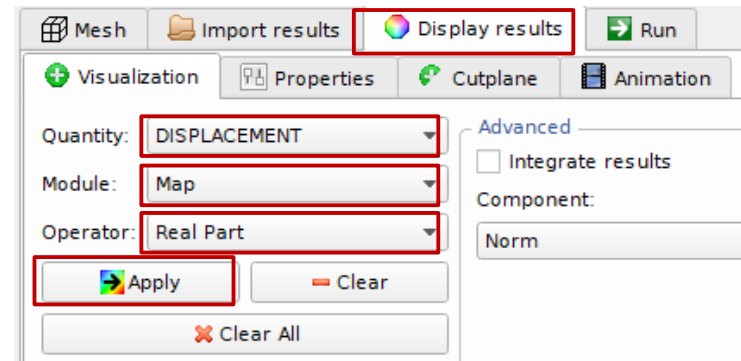 Mesh Import results Display results Run
Visualization Properties Cutplane Animation
Quantity: DISPLACEMENT
Module: Map
Operator: Real Part
Apply Clear
Clear All
Advanced
Integrate results
Component:
Norm